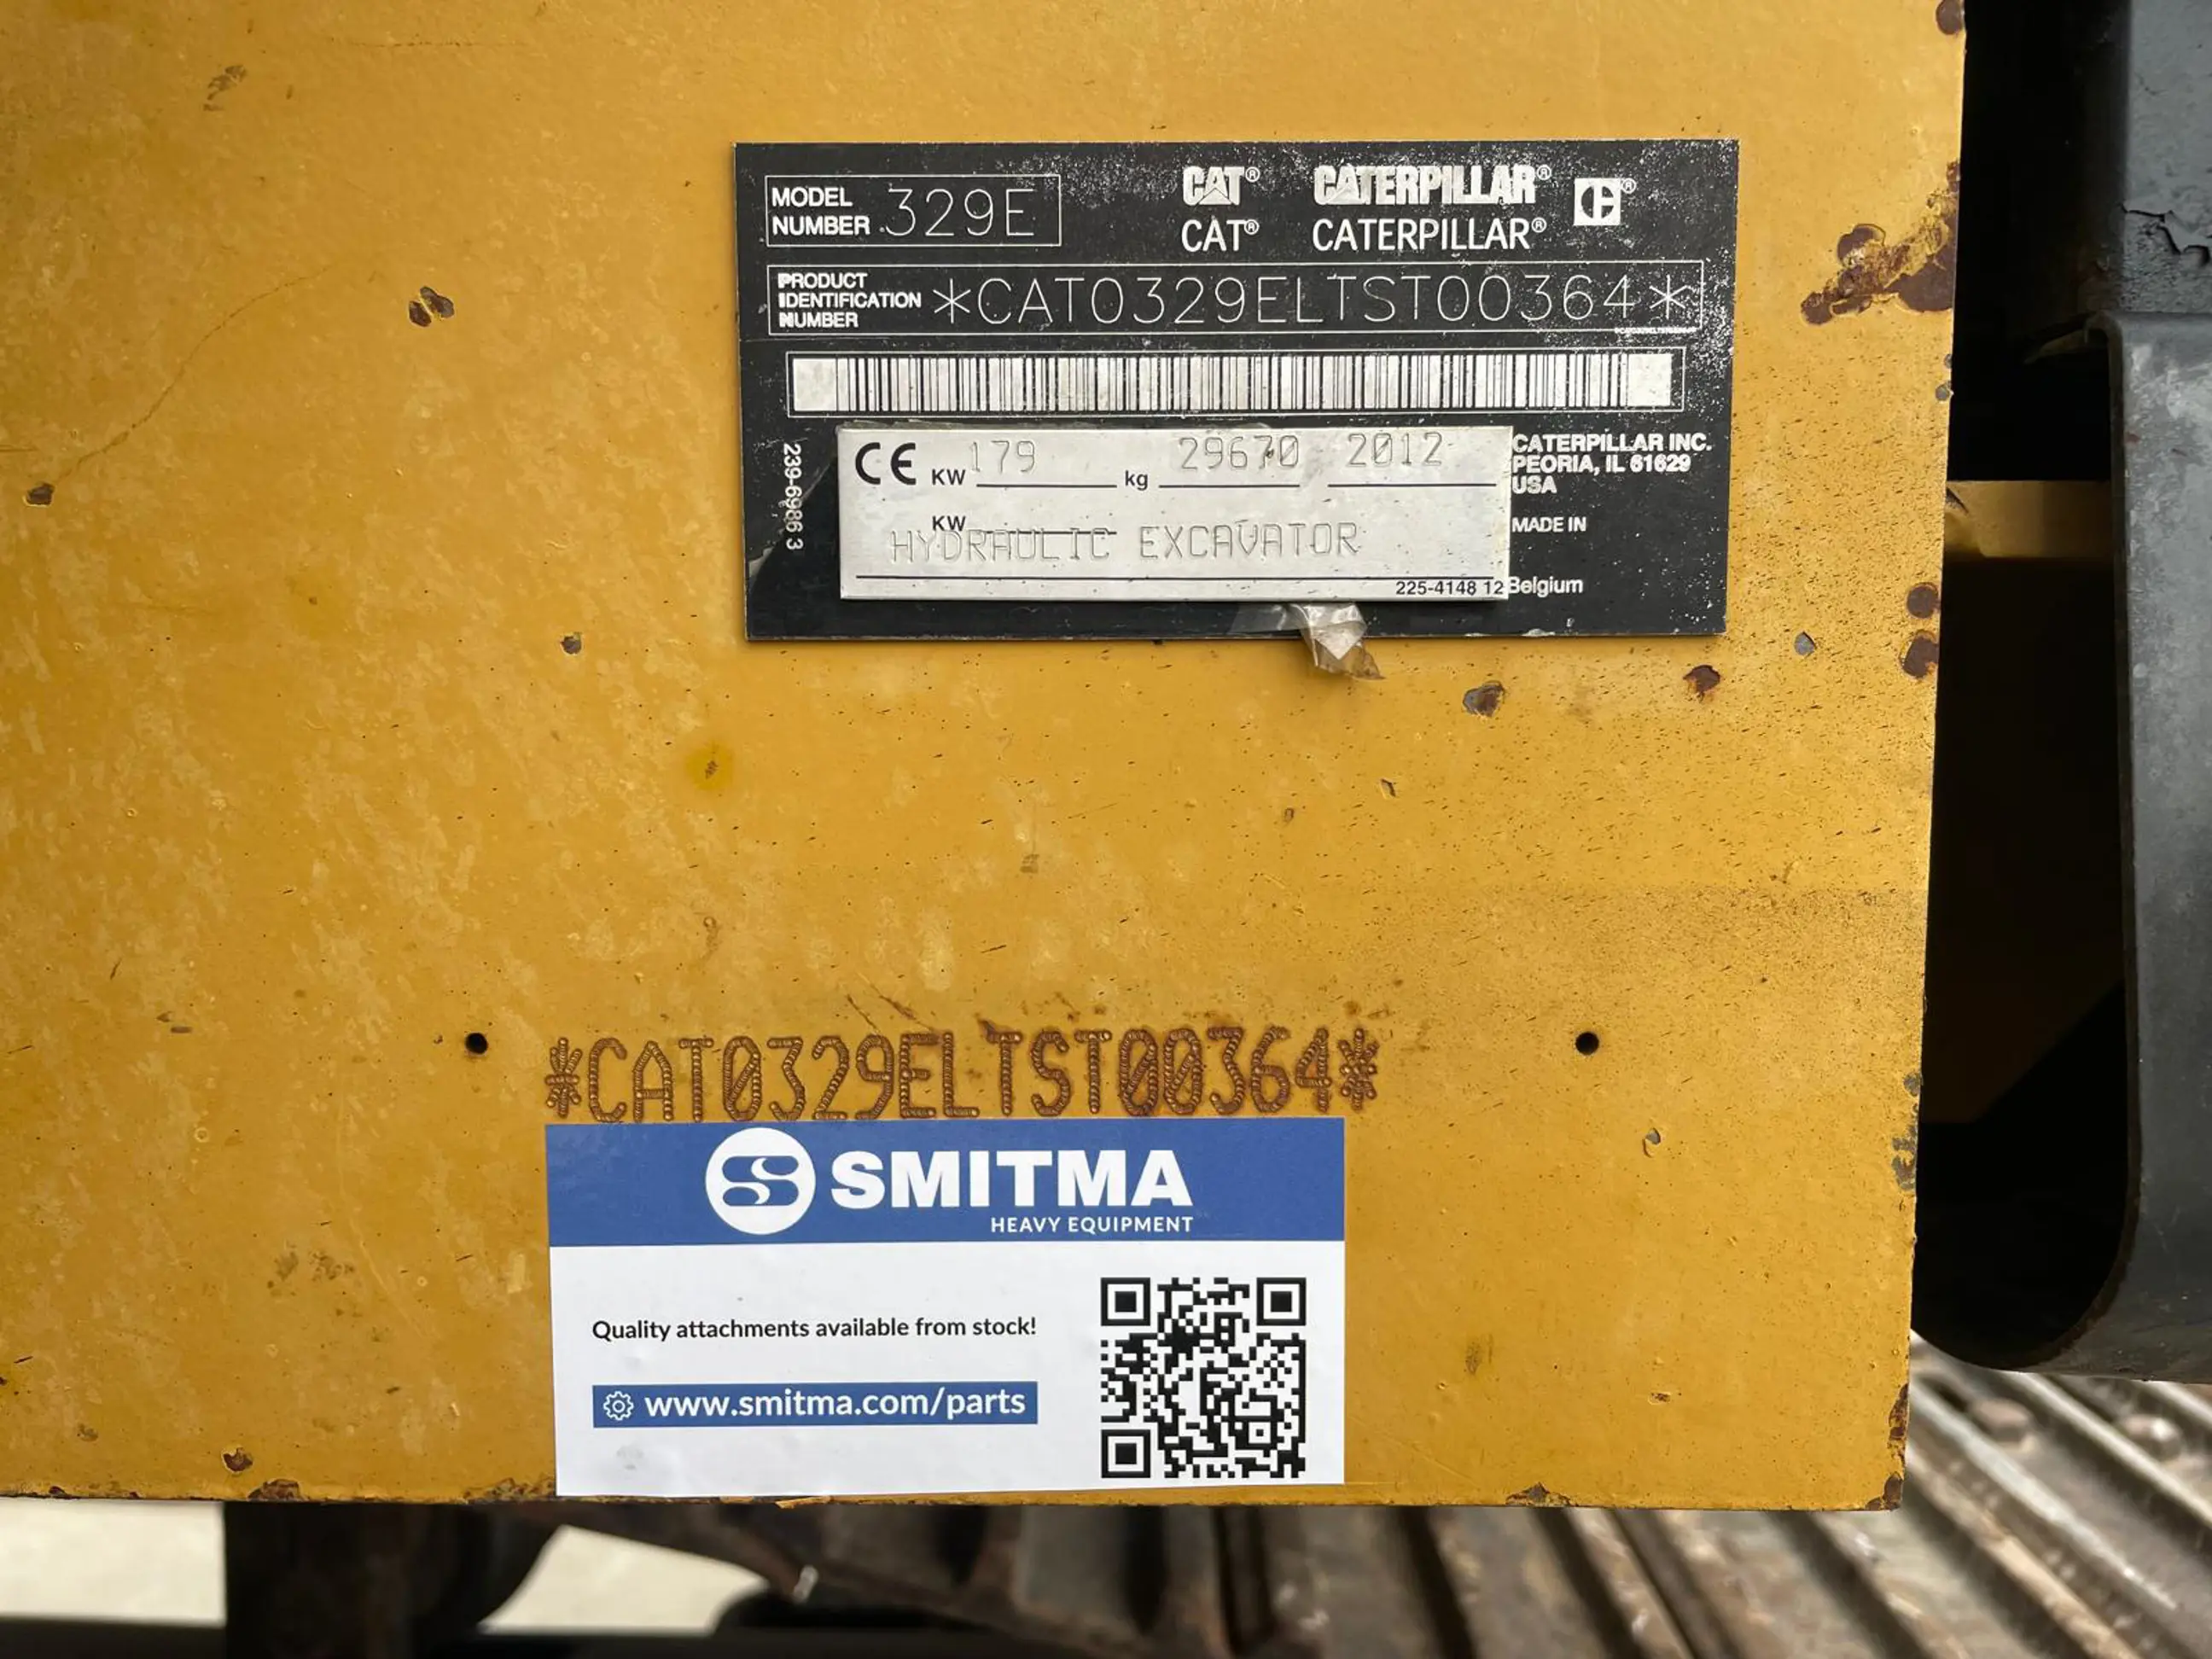 MODEL NUMBER 329E
CAT® CATERPILLAR® ®
CAT® CATERPILLAR®
PRODUCT IDENTIFICATION NUMBER *CAT0329ELTST00364*
239-6986 3
CE KW 179 kg 29670 2012
KW
HYDRAULIC EXCAVATOR
225-4148 12
CATERPILLAR INC.
PEORIA, IL 61629
USA
MADE IN
Belgium
*CAT0329ELTST00364*
SMITMA
HEAVY EQUIPMENT
Quality attachments available from stock!
www.smitma.com/parts